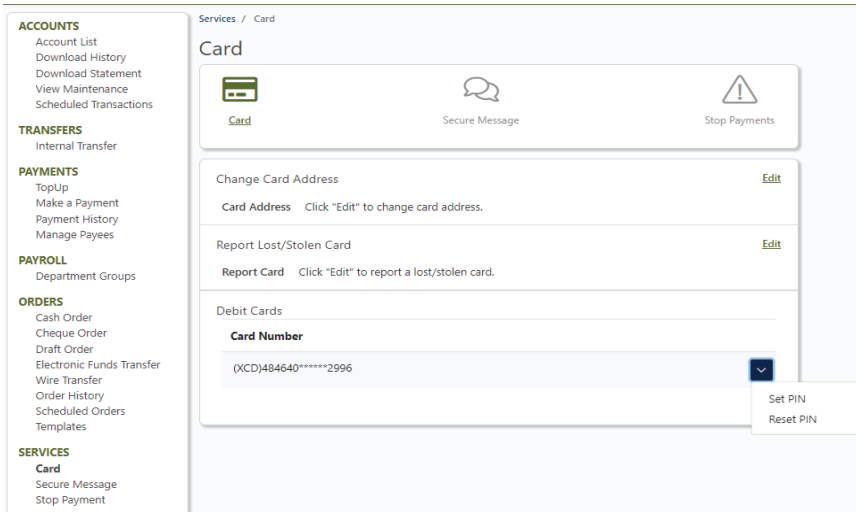 ACCOUNTS
Account List
Download History
Download Statement
View Maintenance
Scheduled Transactions
TRANSFERS
Internal Transfer
PAYMENTS
TopUp
Make a Payment
Payment History
Manage Payees
PAYROLL
Department Groups
ORDERS
Cash Order
Cheque Order
Draft Order
Electronic Funds Transfer
Wire Transfer
Order History
Scheduled Orders
Templates
SERVICES
Card
Secure Message
Stop Payment
Services / Card
Card
Card Secure Message Stop Payments
Change Card Address Edit
Card Address Click "Edit" to change card address.
Report Lost/Stolen Card Edit
Report Card Click "Edit" to report a lost/stolen card.
Debit Cards
Card Number
(XCD)484640******2996
Set PIN
Reset PIN